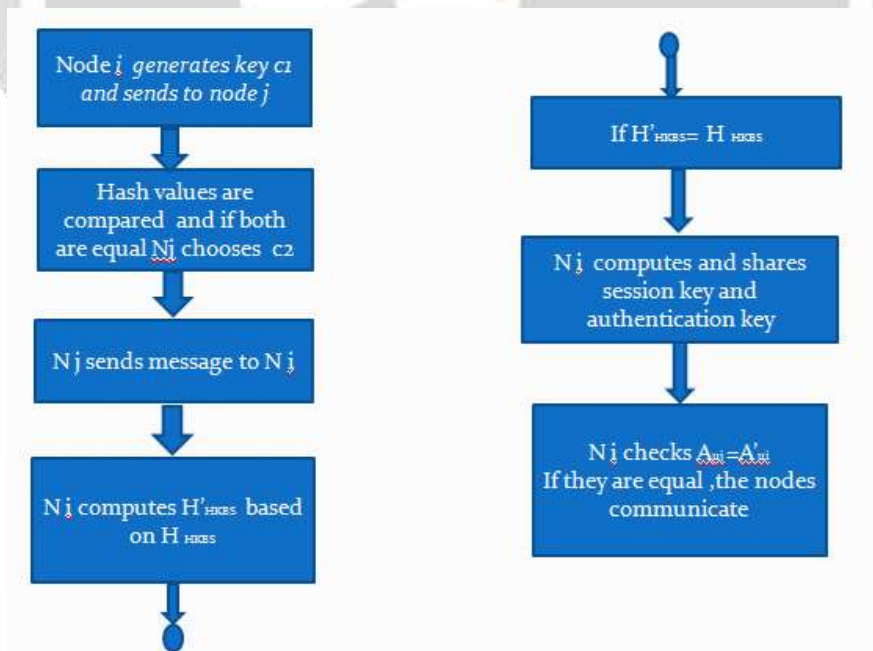 Node i generates key c1
and sends to node j
Hash values are
compared and if both
are equal Nj chooses c2
N j sends message to N i
N i computes H'HKBS based
on H HKBS
If H'HKBS= H HKBS
N i computes and shares
session key and
authentication key
N i checks
If they are equal ,the nodes
communicate